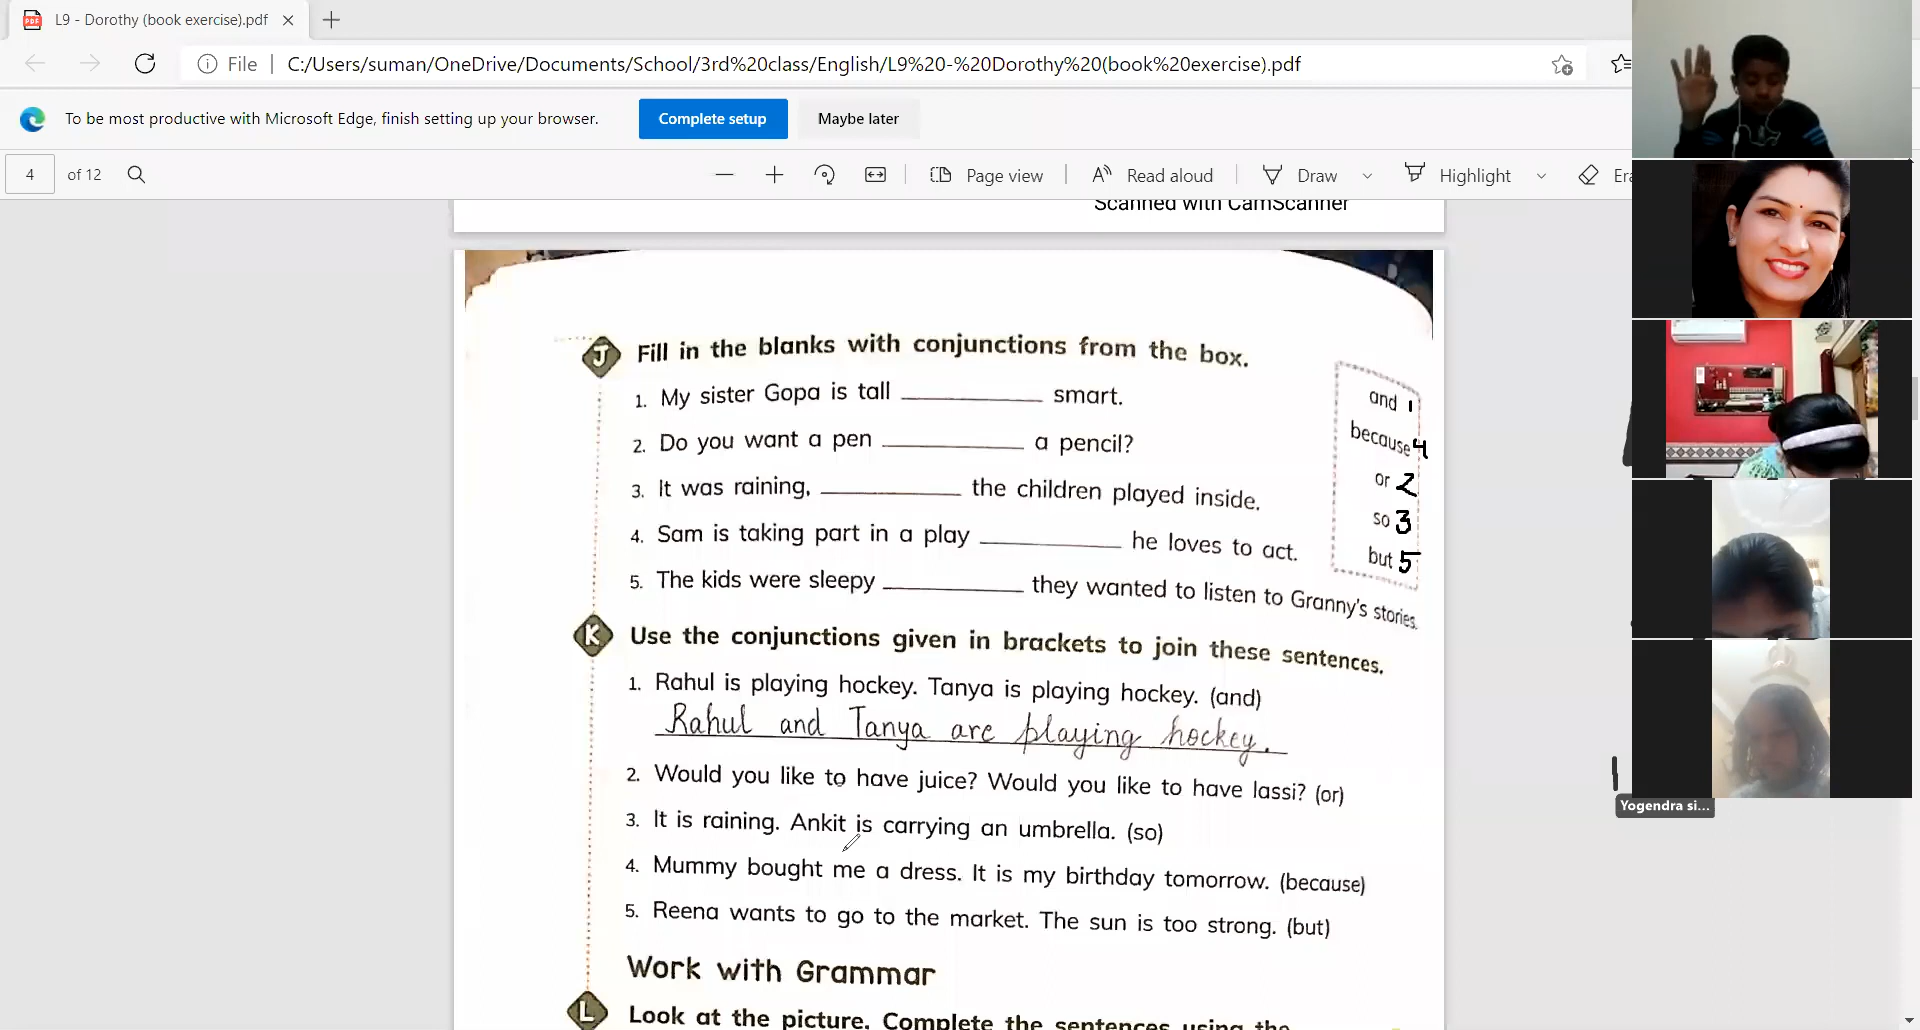 L9 - Dorothy (book exercise).pdf
File
C:/Users/suman/OneDrive/Documents/School/3rd%20class/English/L9%20-%20Dorothy%20(book%20exercise).pdf
To be most productive with Microsoft Edge, finish setting up your browser.
Complete setup
Maybe later
4 of 12
Page view
Read aloud
Draw
Highlight
Scanned with CamScanner
J Fill in the blanks with conjunctions from the box.
1. My sister Gopa is tall __________ smart.
2. Do you want a pen __________ a pencil?
3. It was raining, __________ the children played inside.
4. Sam is taking part in a play __________ he loves to act.
5. The kids were sleepy __________ they wanted to listen to Granny's stories.
and 1
because 4
or 2
so 3
but 5
K Use the conjunctions given in brackets to join these sentences.
1. Rahul is playing hockey. Tanya is playing hockey. (and)
Rahul and Tanya are playing hockey.
2. Would you like to have juice? Would you like to have lassi? (or)
3. It is raining. Ankit is carrying an umbrella. (so)
4. Mummy bought me a dress. It is my birthday tomorrow. (because)
5. Reena wants to go to the market. The sun is too strong. (but)
Work with Grammar
L Look at the picture. Complete the sentences using the
Yogendra si...